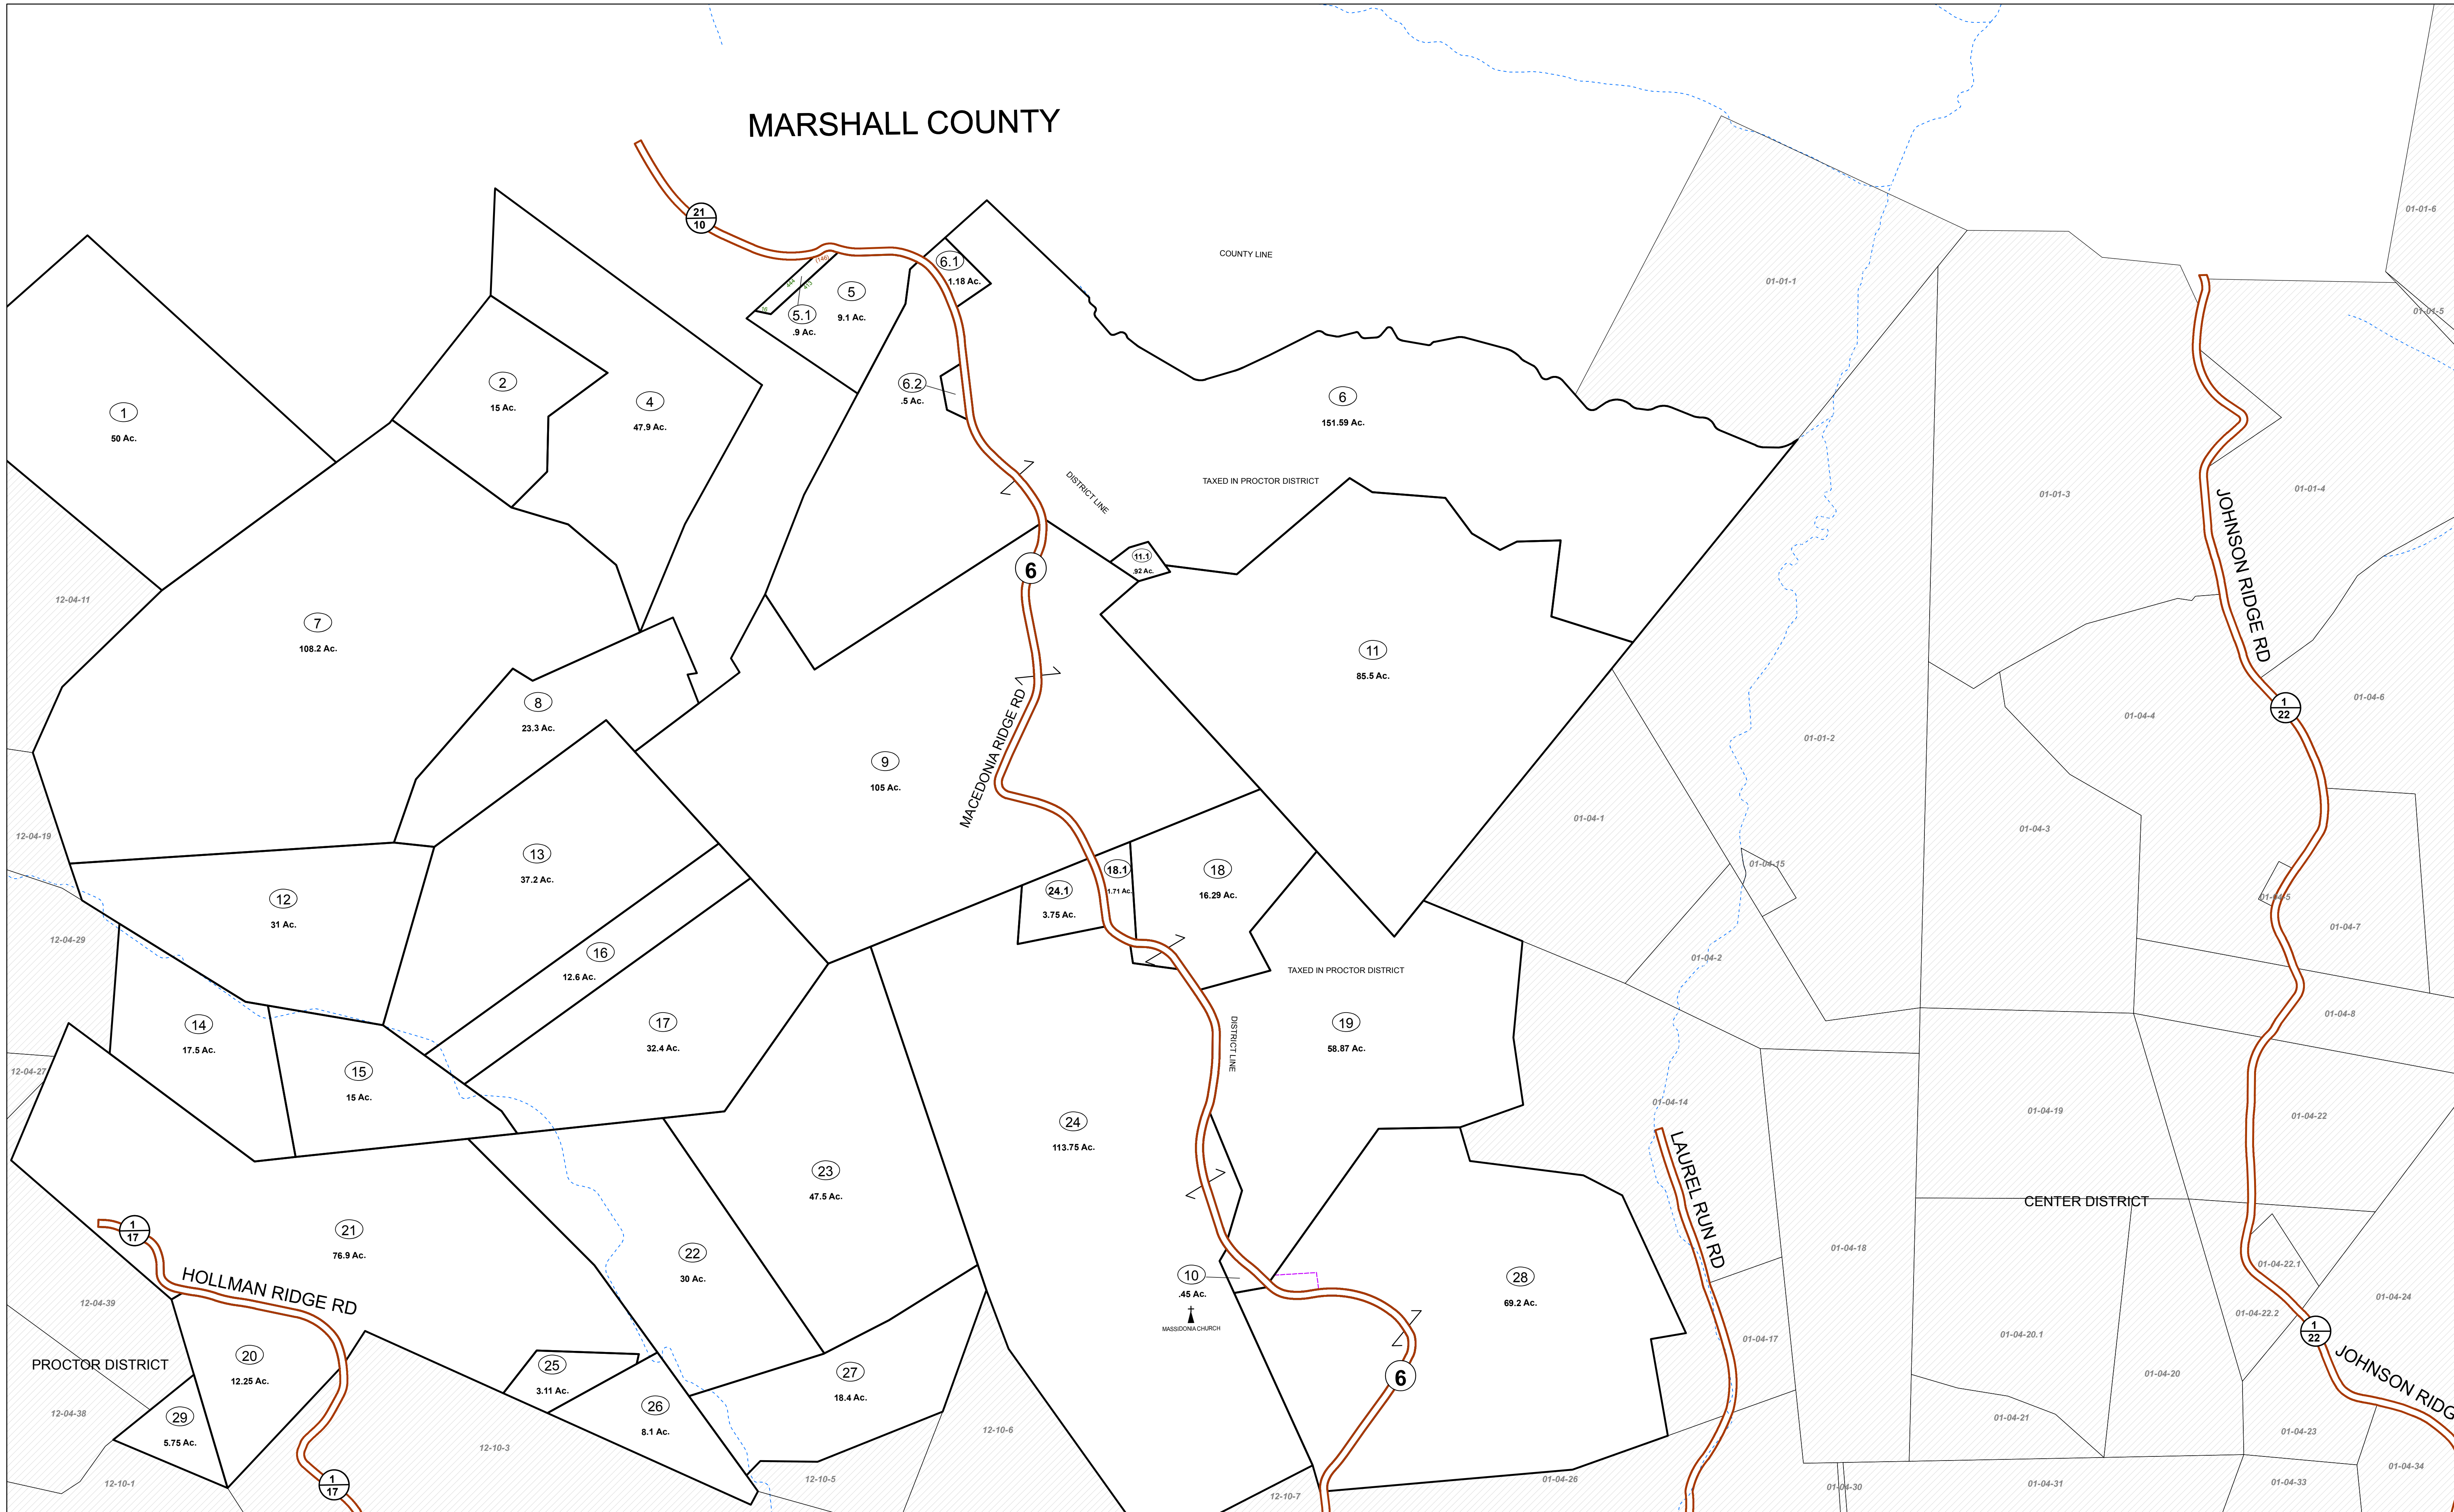 MARSHALL COUNTY
01-01-6
21
10
COUNTY LINE
6.1
1.18 Ac.
(146)
444
415
76
5
9.1 Ac.
5.1
.9 Ac.
01-01-1
01-01-5
2
15 Ac.
4
47.9 Ac.
6.2
.5 Ac.
6
151.59 Ac.
1
50 Ac.
DISTRICT LINE
TAXED IN PROCTOR DISTRICT
01-01-3
01-01-4
JOHNSON RIDGE RD
6
11.1
.92 Ac.
12-04-11
7
108.2 Ac.
11
85.5 Ac.
8
23.3 Ac.
MACEDONIA RIDGE RD
01-04-6
01-04-4
1
22
01-01-2
9
105 Ac.
12-04-19
01-04-1
01-04-3
13
37.2 Ac.
01-04-15
18.1
1.71 Ac.
18
16.29 Ac.
24.1
3.75 Ac.
12
31 Ac.
01-04-5
01-04-7
12-04-29
16
12.6 Ac.
01-04-2
TAXED IN PROCTOR DISTRICT
01-04-8
14
17.5 Ac.
17
32.4 Ac.
DISTRICT LINE
19
58.87 Ac.
12-04-27
15
15 Ac.
01-04-14
01-04-19
01-04-22
24
113.75 Ac.
LAUREL RUN RD
23
47.5 Ac.
CENTER DISTRICT
1
17
21
76.9 Ac.
22
30 Ac.
01-04-18
01-04-22.1
HOLLMAN RIDGE RD
10
.45 Ac.
MASSIDONIA CHURCH
28
69.2 Ac.
12-04-39
01-04-24
01-04-22.2
1
22
01-04-17
01-04-20.1
JOHNSON RIDG
PROCTOR DISTRICT
20
12.25 Ac.
25
3.11 Ac.
27
18.4 Ac.
6
01-04-20
12-04-38
29
5.75 Ac.
26
8.1 Ac.
01-04-21
12-10-6
01-04-23
12-10-3
01-04-34
12-10-1
1
17
12-10-5
01-04-26
12-10-7
01-04-30
01-04-31
01-04-33